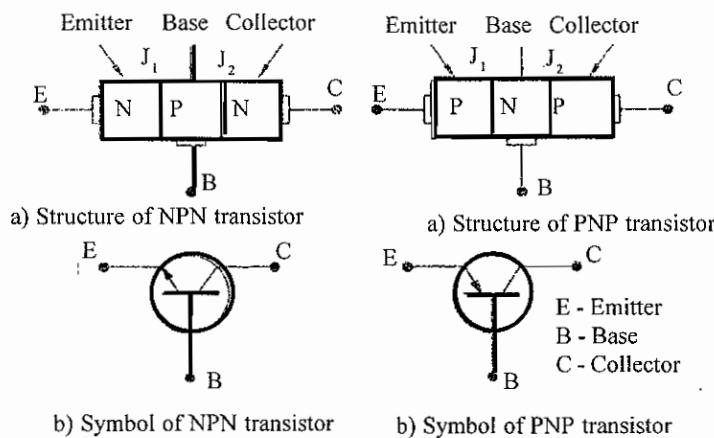 Emitter Base Collector
J1 J2
E N P N C
B
a) Structure of NPN transistor
Emitter Base Collector
J1 J2
E P N P C
B
a) Structure of PNP transistor
E C
B
b) Symbol of NPN transistor
E C
B
E - Emitter
B - Base
C - Collector
b) Symbol of PNP transistor